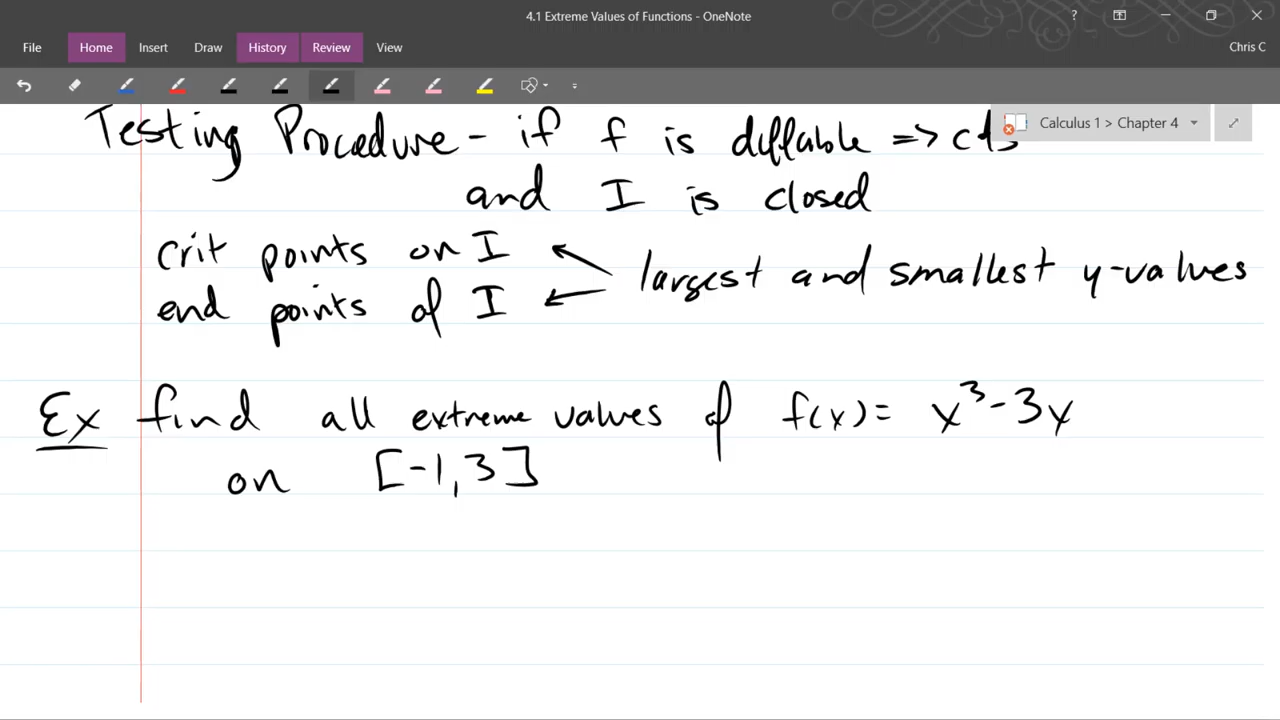 4.1 Extreme Values of Functions - OneNote
File Home Insert Draw History Review View Chris C
Calculus 1 > Chapter 4
Testing Procedure - if f is diffable => cts
and I is closed
crit points on I
end points of I
largest and smallest y-values
Ex find all extreme values of f(x) = x³-3x
on [-1,3]